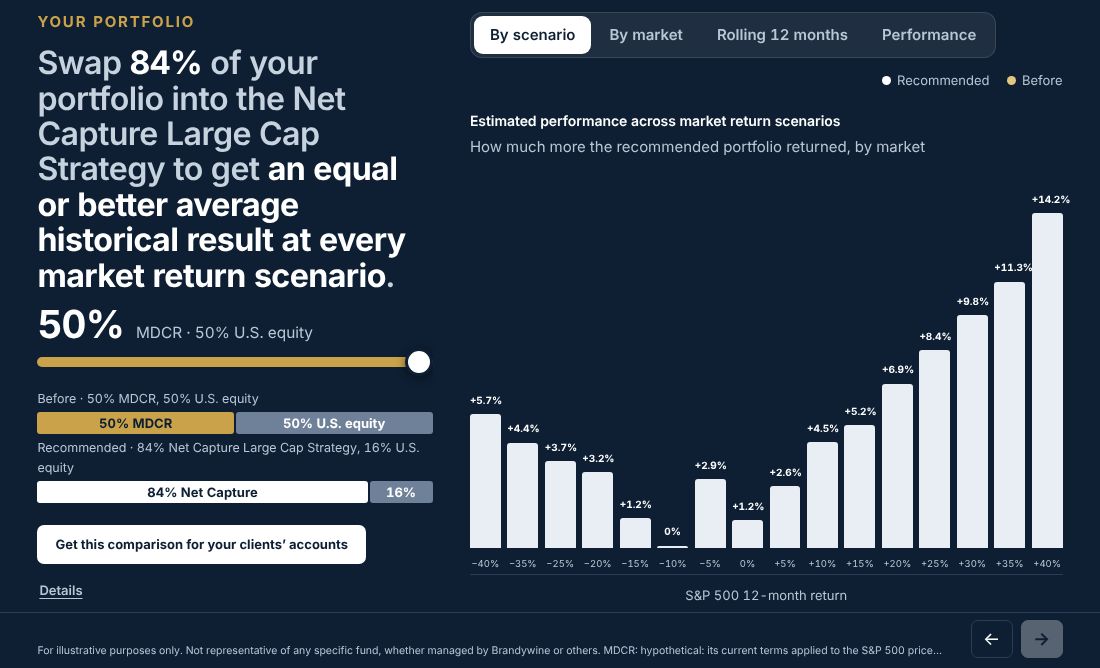 YOUR PORTFOLIO
Swap 84% of your
portfolio into the Net
Capture Large Cap
Strategy to get an equal
or better average
historical result at every
market return scenario.
50% MDCR · 50% U.S. equity
Before · 50% MDCR, 50% U.S. equity
50% MDCR 50% U.S. equity
Recommended · 84% Net Capture Large Cap Strategy, 16% U.S.
equity
84% Net Capture 16%
Get this comparison for your clients’ accounts
Details
By scenario By market Rolling 12 months Performance
Recommended Before
Estimated performance across market return scenarios
How much more the recommended portfolio returned, by market
+5.7% +4.4% +3.7% +3.2% +1.2% 0% +2.9% +1.2% +2.6% +4.5% +5.2% +6.9% +8.4% +9.8% +11.3% +14.2%
−40% −35% −25% −20% −15% −10% −5% 0% +5% +10% +15% +20% +25% +30% +35% +40%
S&P 500 12-month return
For illustrative purposes only. Not representative of any specific fund, whether managed by Brandywine or others. MDCR: hypothetical: its current terms applied to the S&P 500 price...